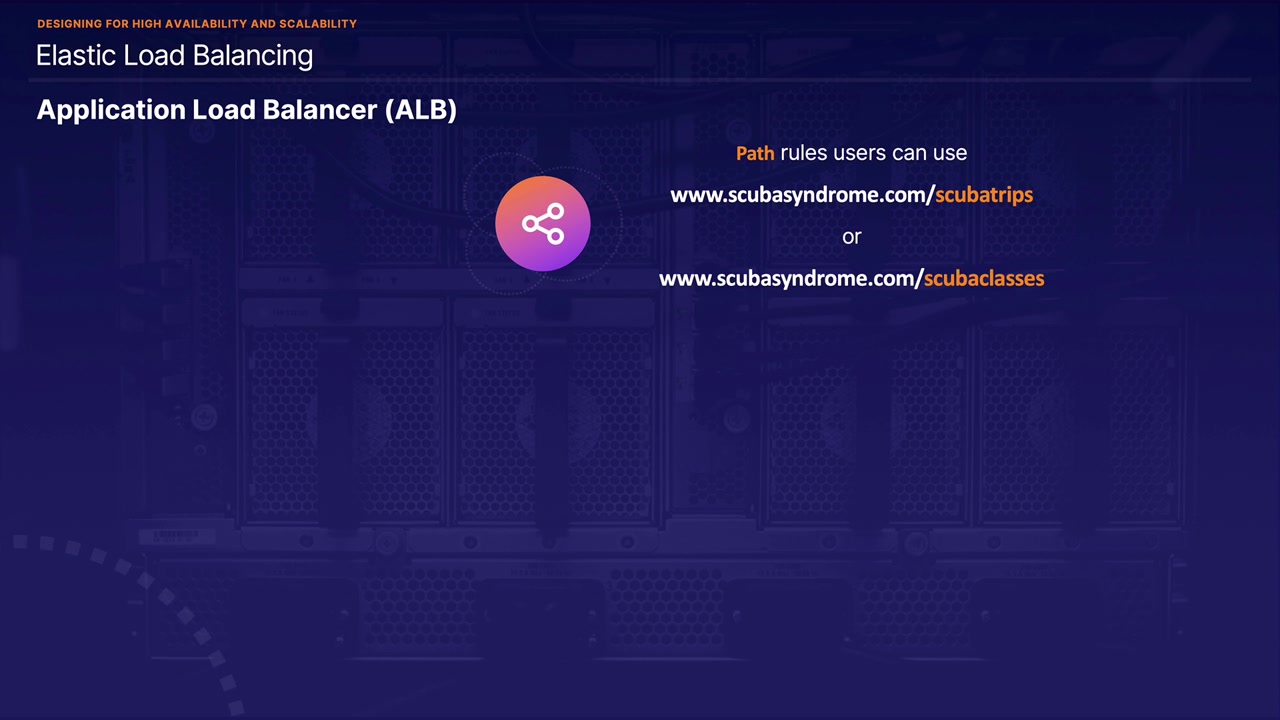 DESIGNING FOR HIGH AVAILABILITY AND SCALABILITY
Elastic Load Balancing
Application Load Balancer (ALB)
Path rules users can use
www.scubasyndrome.com/scubatrips
or
www.scubasyndrome.com/scubaclasses